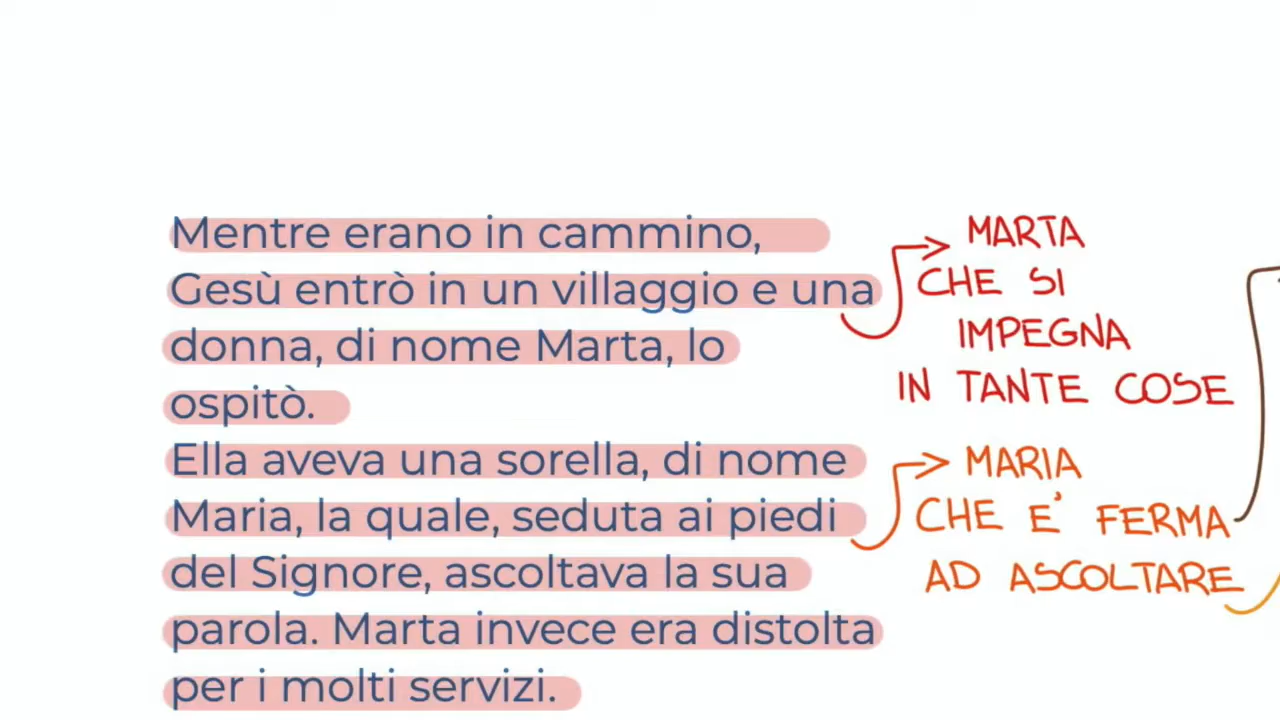 Mentre erano in cammino,
Gesù entrò in un villaggio e una
donna, di nome Marta, lo
ospitò.
Ella aveva una sorella, di nome
Maria, la quale, seduta ai piedi
del Signore, ascoltava la sua
parola. Marta invece era distolta
per i molti servizi.
MARTA
CHE SI
IMPEGNA
IN TANTE COSE
MARIA
CHE E' FERMA
AD ASCOLTARE